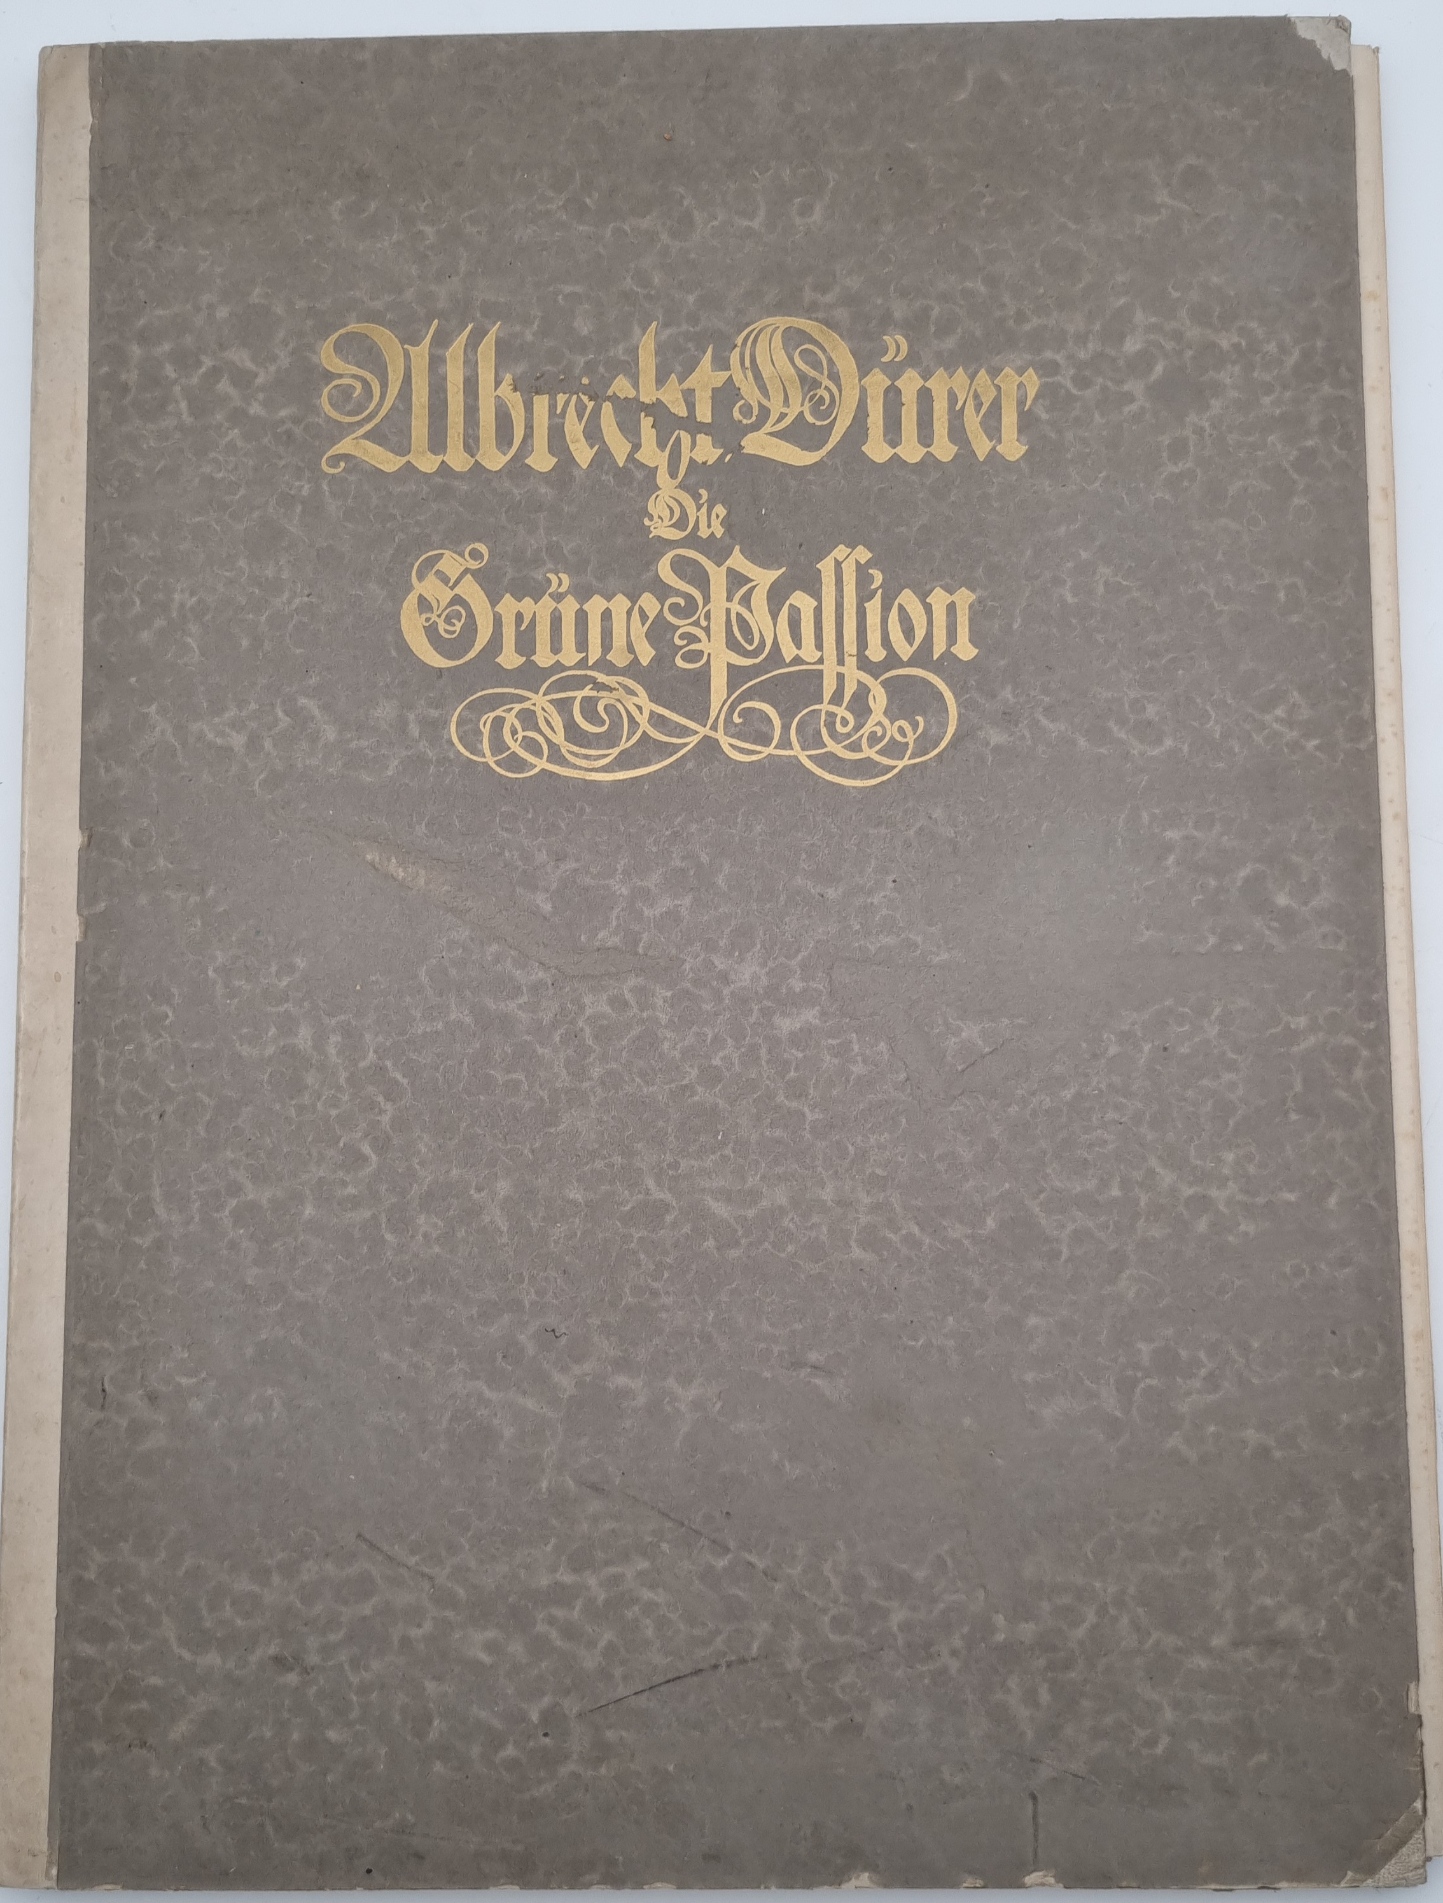 Albrecht Dürer
Die
Grüne Passion